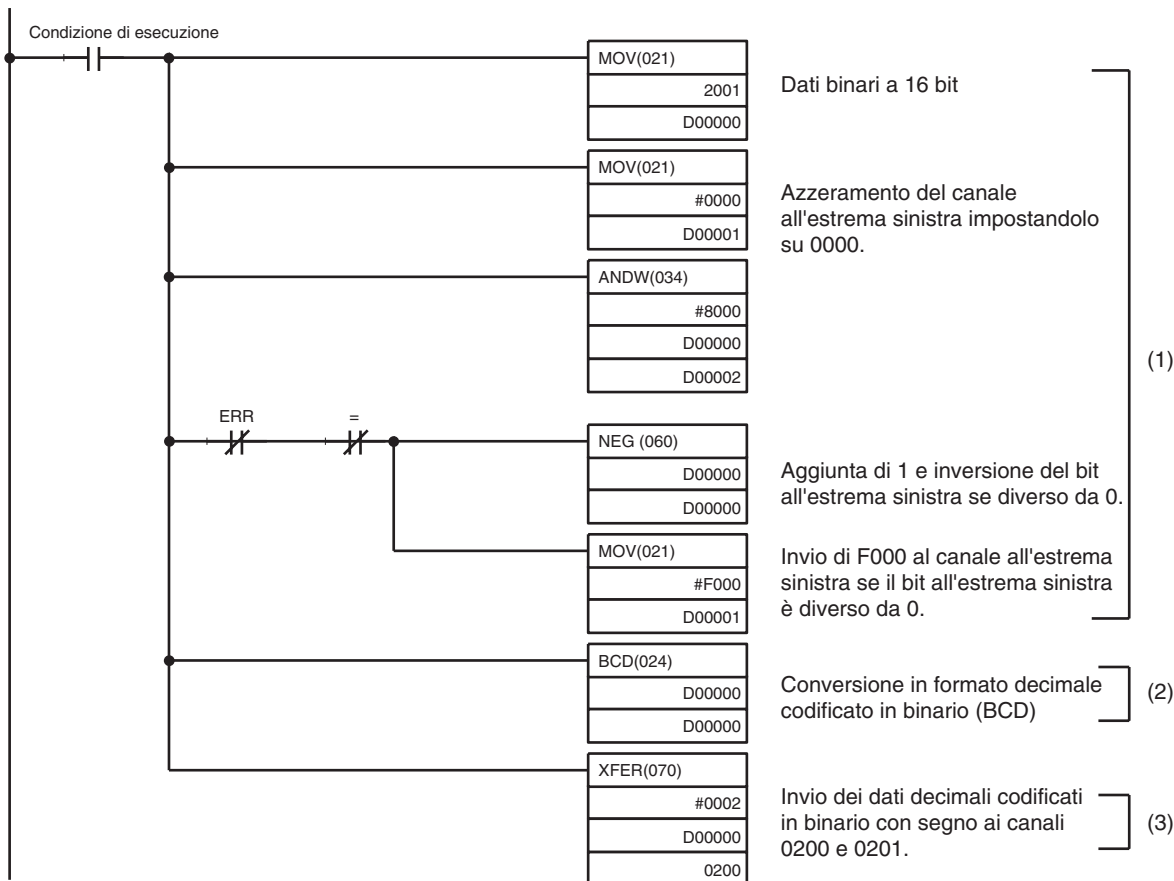 Condizione di esecuzione
MOV(021)
2001
D00000
Dati binari a 16 bit
MOV(021)
#0000
D00001
Azzeramento del canale
all'estrema sinistra impostandolo
su 0000.
ANDW(034)
#8000
D00000
D00002
(1)
ERR
=
NEG (060)
D00000
D00000
Aggiunta di 1 e inversione del bit
all'estrema sinistra se diverso da 0.
MOV(021)
#F000
D00001
Invio di F000 al canale all'estrema
sinistra se il bit all'estrema sinistra
è diverso da 0.
BCD(024)
D00000
D00000
Conversione in formato decimale
codificato in binario (BCD)
(2)
XFER(070)
#0002
D00000
0200
Invio dei dati decimali codificati
in binario con segno ai canali
0200 e 0201.
(3)